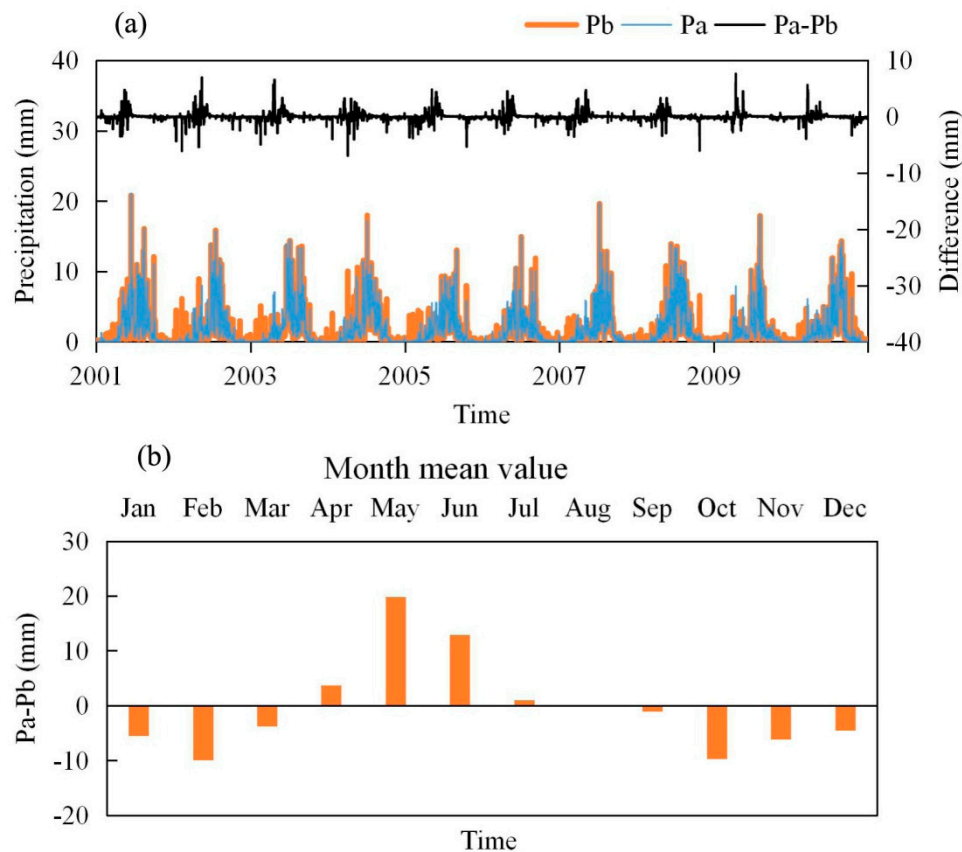 (a)
Pb Pa Pa-Pb
40 10
30 0
-10
20 -20
10 -30
0 -40
Precipitation (mm)
Difference (mm)
2001 2003 2005 2007 2009
Time
(b)
Month mean value
Jan Feb Mar Apr May Jun Jul Aug Sep Oct Nov Dec
30
20
10
0
-10
-20
Pa-Pb (mm)
Time